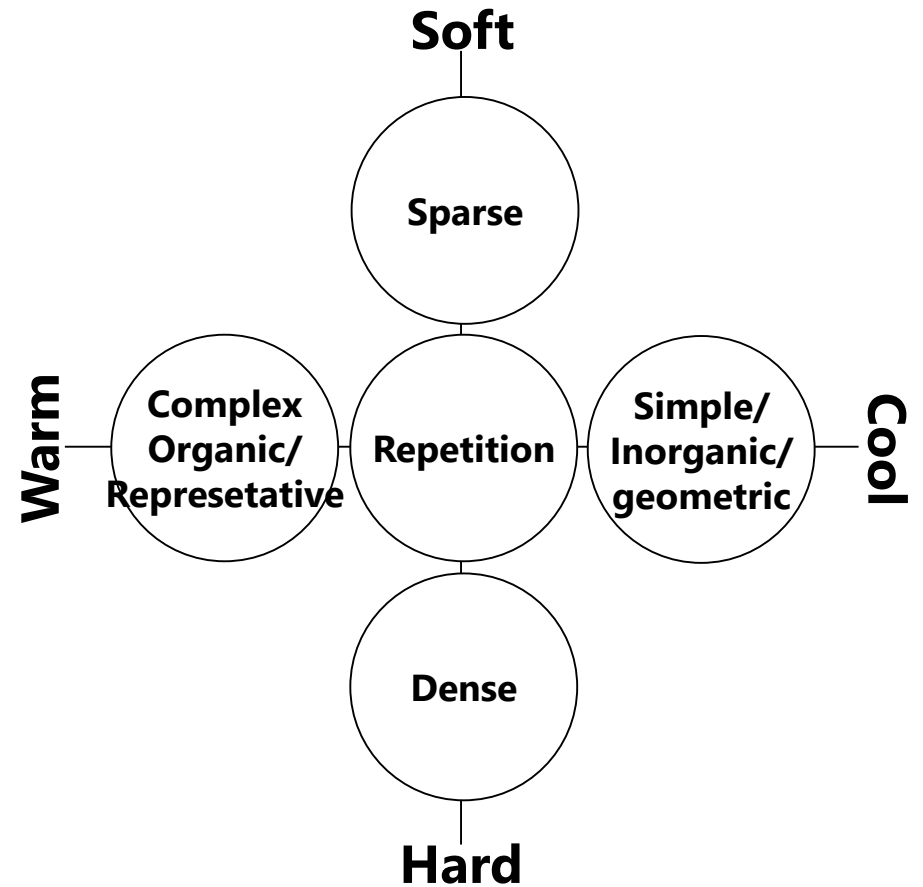 Soft
Sparse
Warm
Complex
Organic/
Represetative
Repetition
Simple/
Inorganic/
geometric
Cool
Dense
Hard